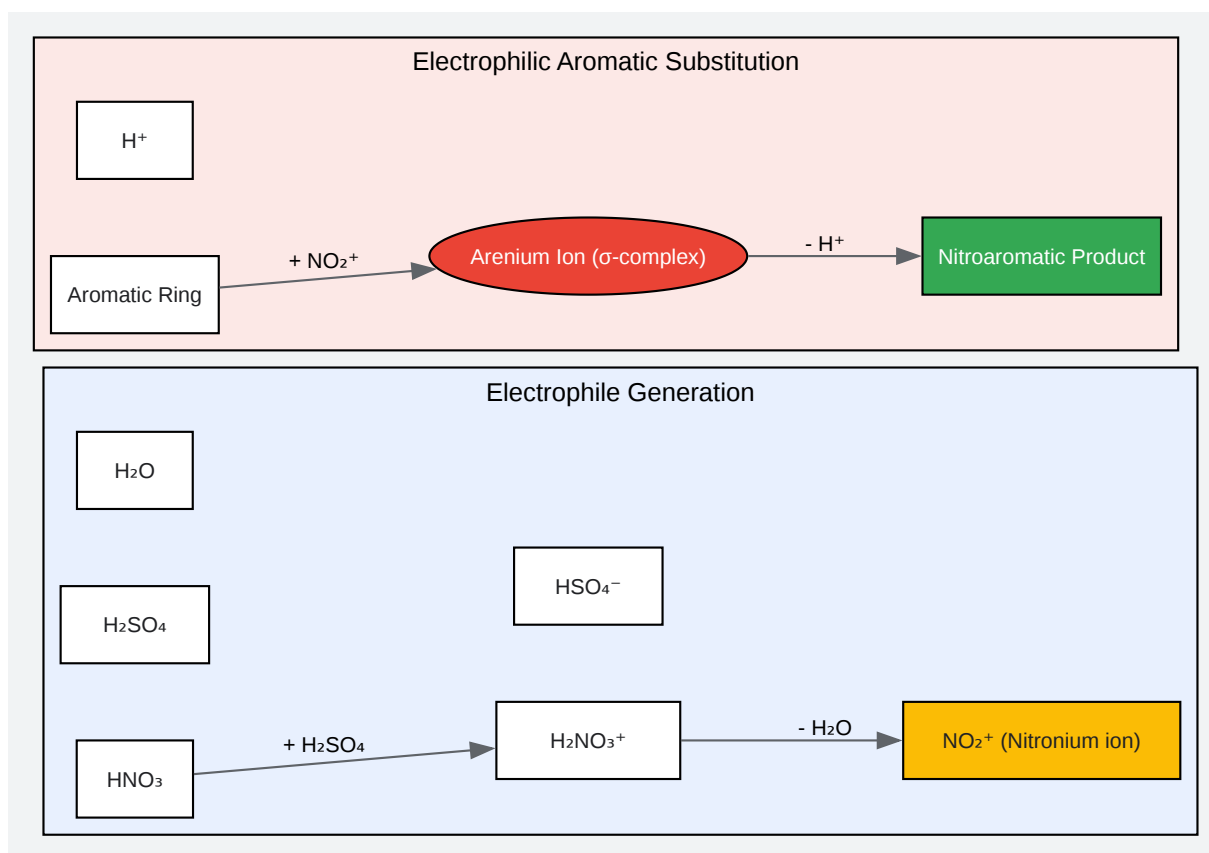 Electrophilic Aromatic Substitution
H⁺
+ NO₂⁺
- H⁺
Aromatic Ring
Arenium Ion (σ-complex)
Nitroaromatic Product
Electrophile Generation
H₂O
HSO₄⁻
H₂SO₄
+ H₂SO₄
- H₂O
HNO₃
H₂NO₃⁺
NO₂⁺ (Nitronium ion)